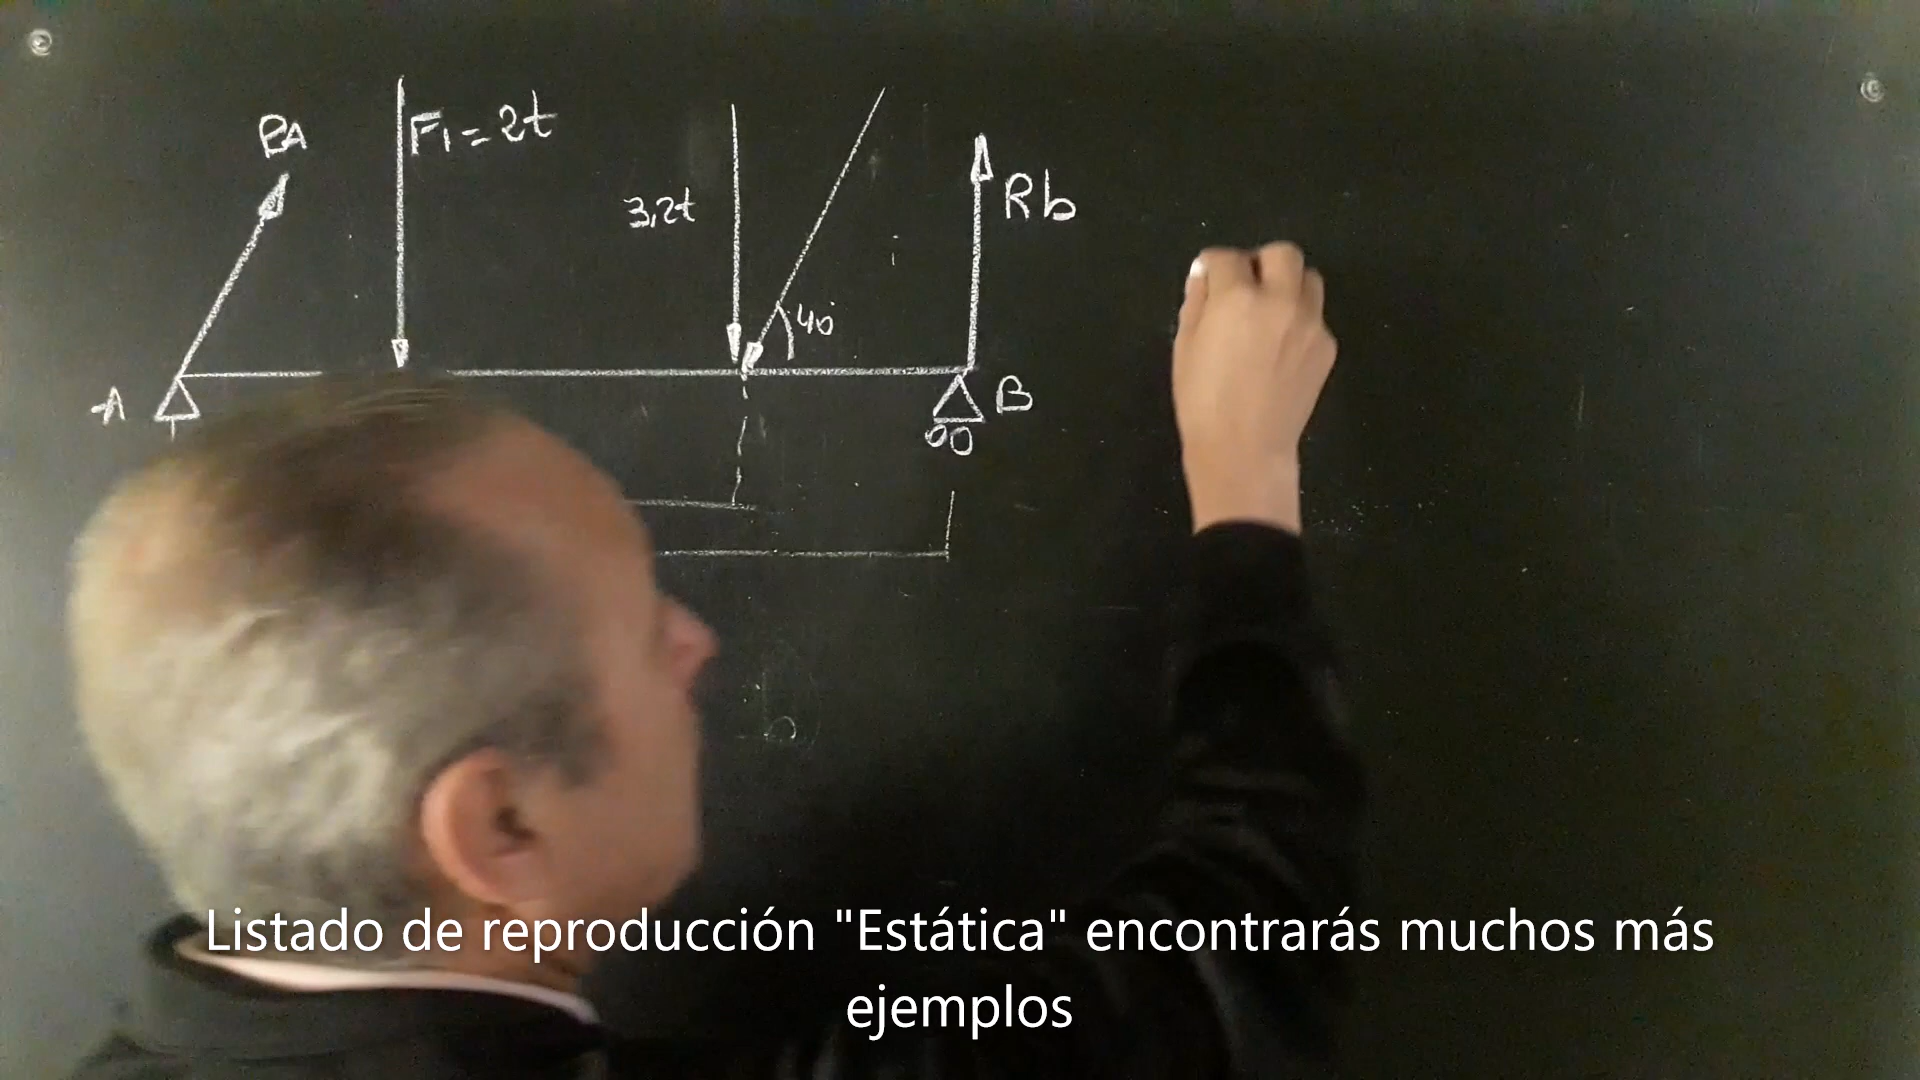 RA
F1 = 2t
3,2t
Rb
40°
A
B
Listado de reproducción "Estática" encontrarás muchos más
ejemplos